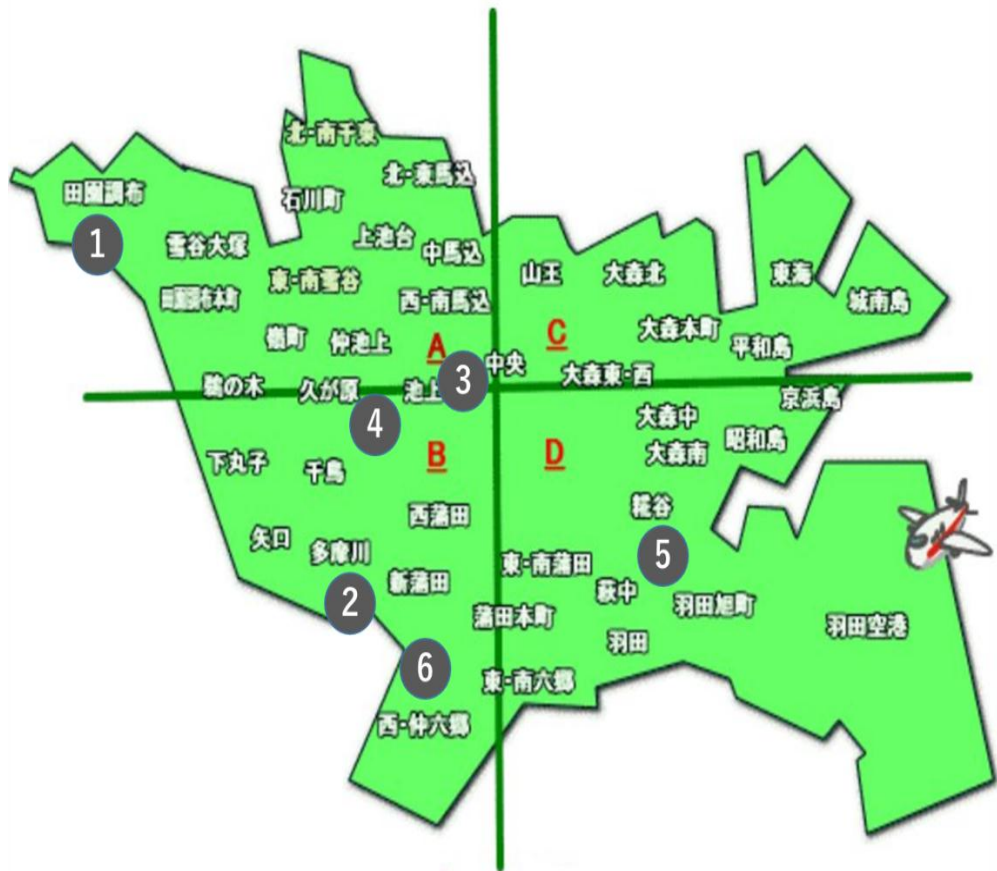 北・南千束
北・東馬込
田園調布
石川町
1
雪谷大塚
上池台
中馬込
東・南雪谷
山王
大森北
東海
田園調布本町
西・南馬込
城南島
嶺町
仲池上
A
C
大森本町
平和島
3
中央
大森東・西
鵜の木
久が原
池上
京浜島
4
大森中
昭和島
下丸子
千鳥
B
D
大森南
西蒲田
糀谷
矢口
多摩川
5
東・南蒲田
2
新蒲田
萩中
羽田旭町
蒲田本町
羽田空港
羽田
6
東・南六郷
西・仲六郷